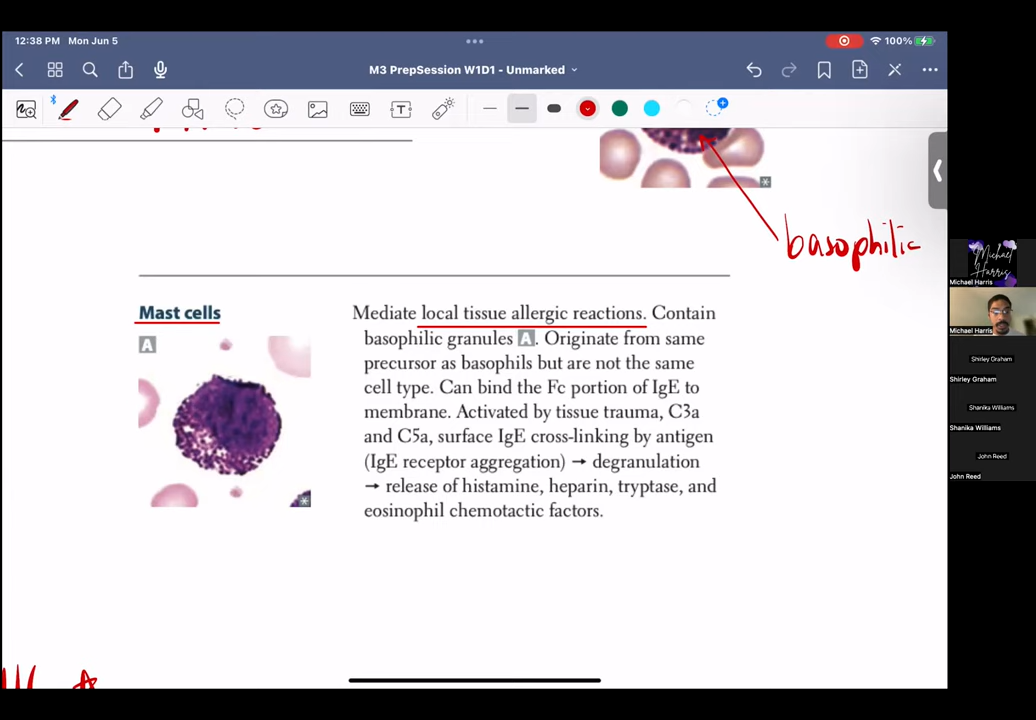 12:38 PM Mon Jun 5
100%
M3 PrepSession W1D1 - Unmarked
basophilic
Michael Harris
Michael Harris
Michael Harris
Shirley Graham
Shirley Graham
Shanika Williams
Shanika Williams
John Reed
John Reed
Mast cells
A
Mediate local tissue allergic reactions. Contain
basophilic granules A. Originate from same
precursor as basophils but are not the same
cell type. Can bind the Fc portion of IgE to
membrane. Activated by tissue trauma, C3a
and C5a, surface IgE cross-linking by antigen
(IgE receptor aggregation) → degranulation
→ release of histamine, heparin, tryptase, and
eosinophil chemotactic factors.